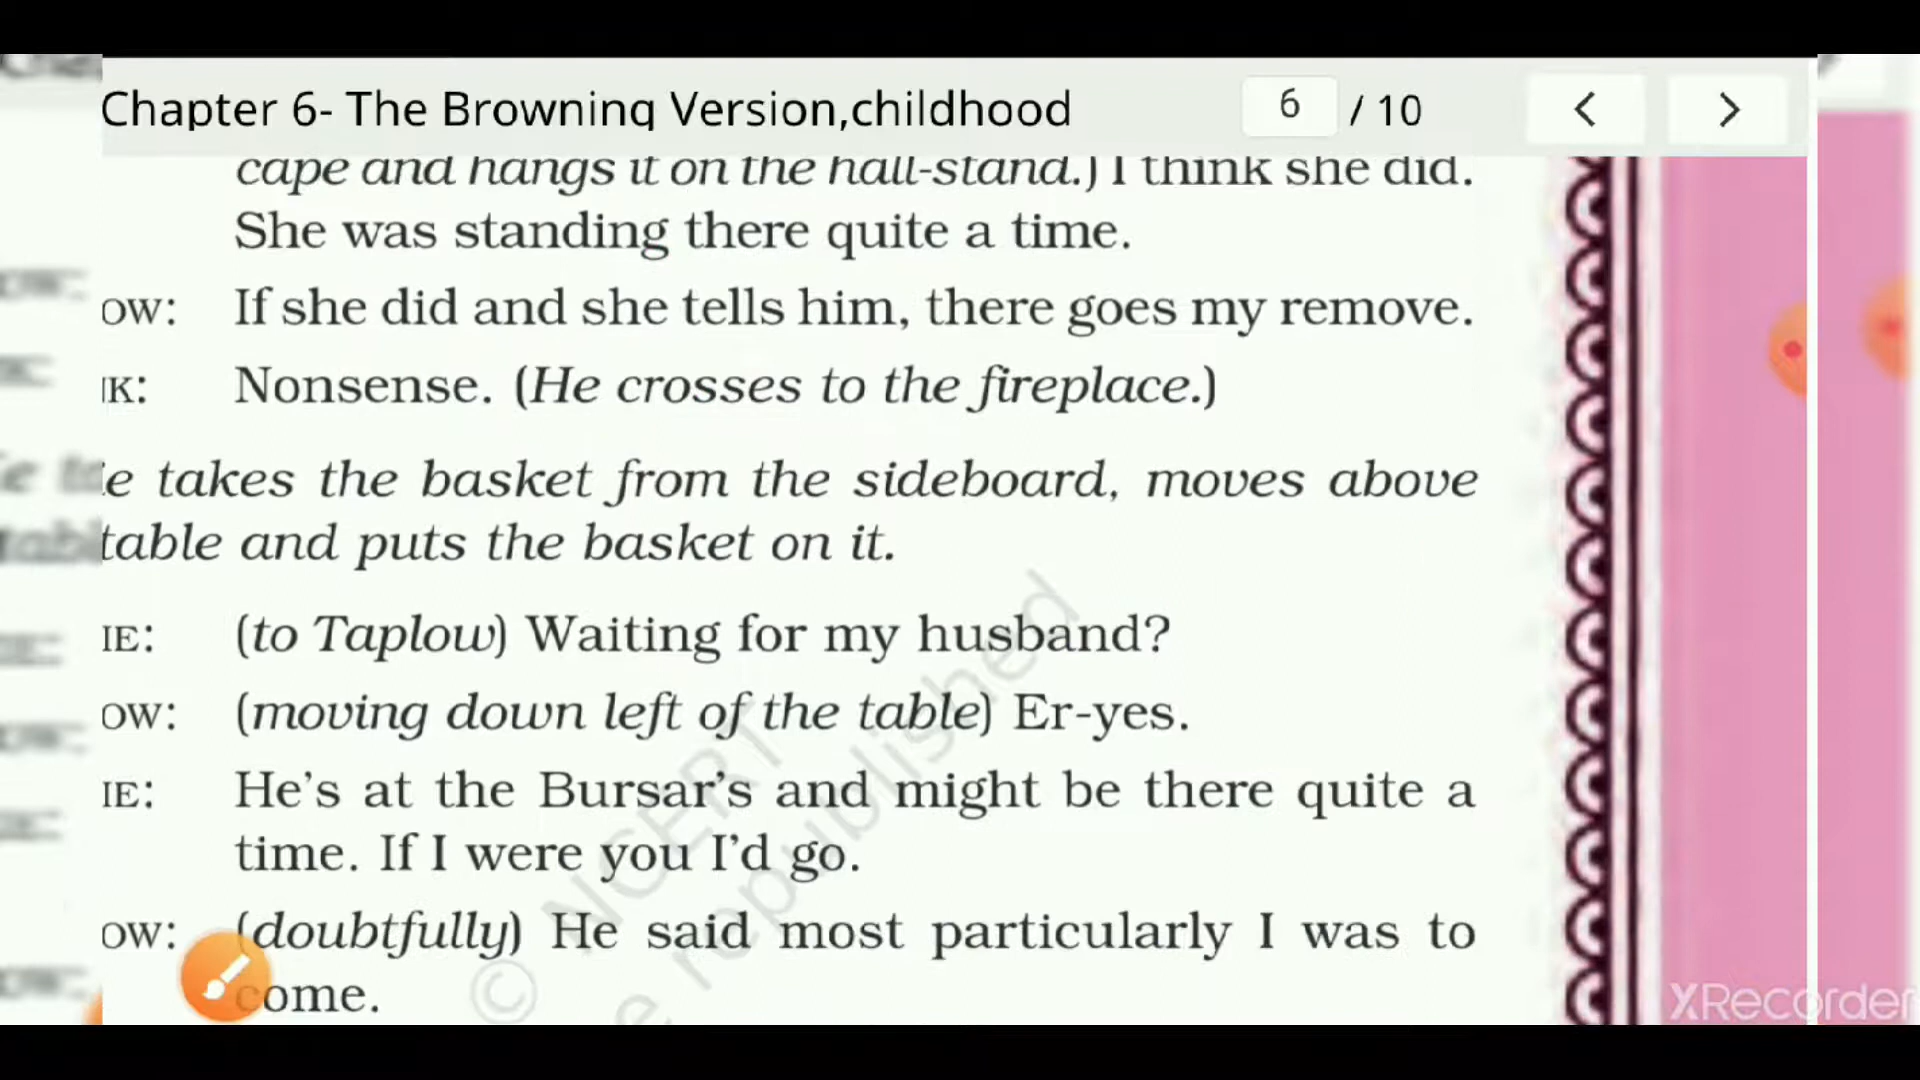 Chapter 6- The Browning Version,childhood 6 / 10
cape and hangs it on the hall-stand.) I think she did.
She was standing there quite a time.
OW: If she did and she tells him, there goes my remove.
K: Nonsense. (He crosses to the fireplace.)
e takes the basket from the sideboard, moves above
table and puts the basket on it.
IE: (to Taplow) Waiting for my husband?
OW: (moving down left of the table) Er-yes.
IE: He's at the Bursar's and might be there quite a
time. If I were you I'd go.
OW: (doubtfully) He said most particularly I was to
come.
© NCERT
e republished
XRecorder